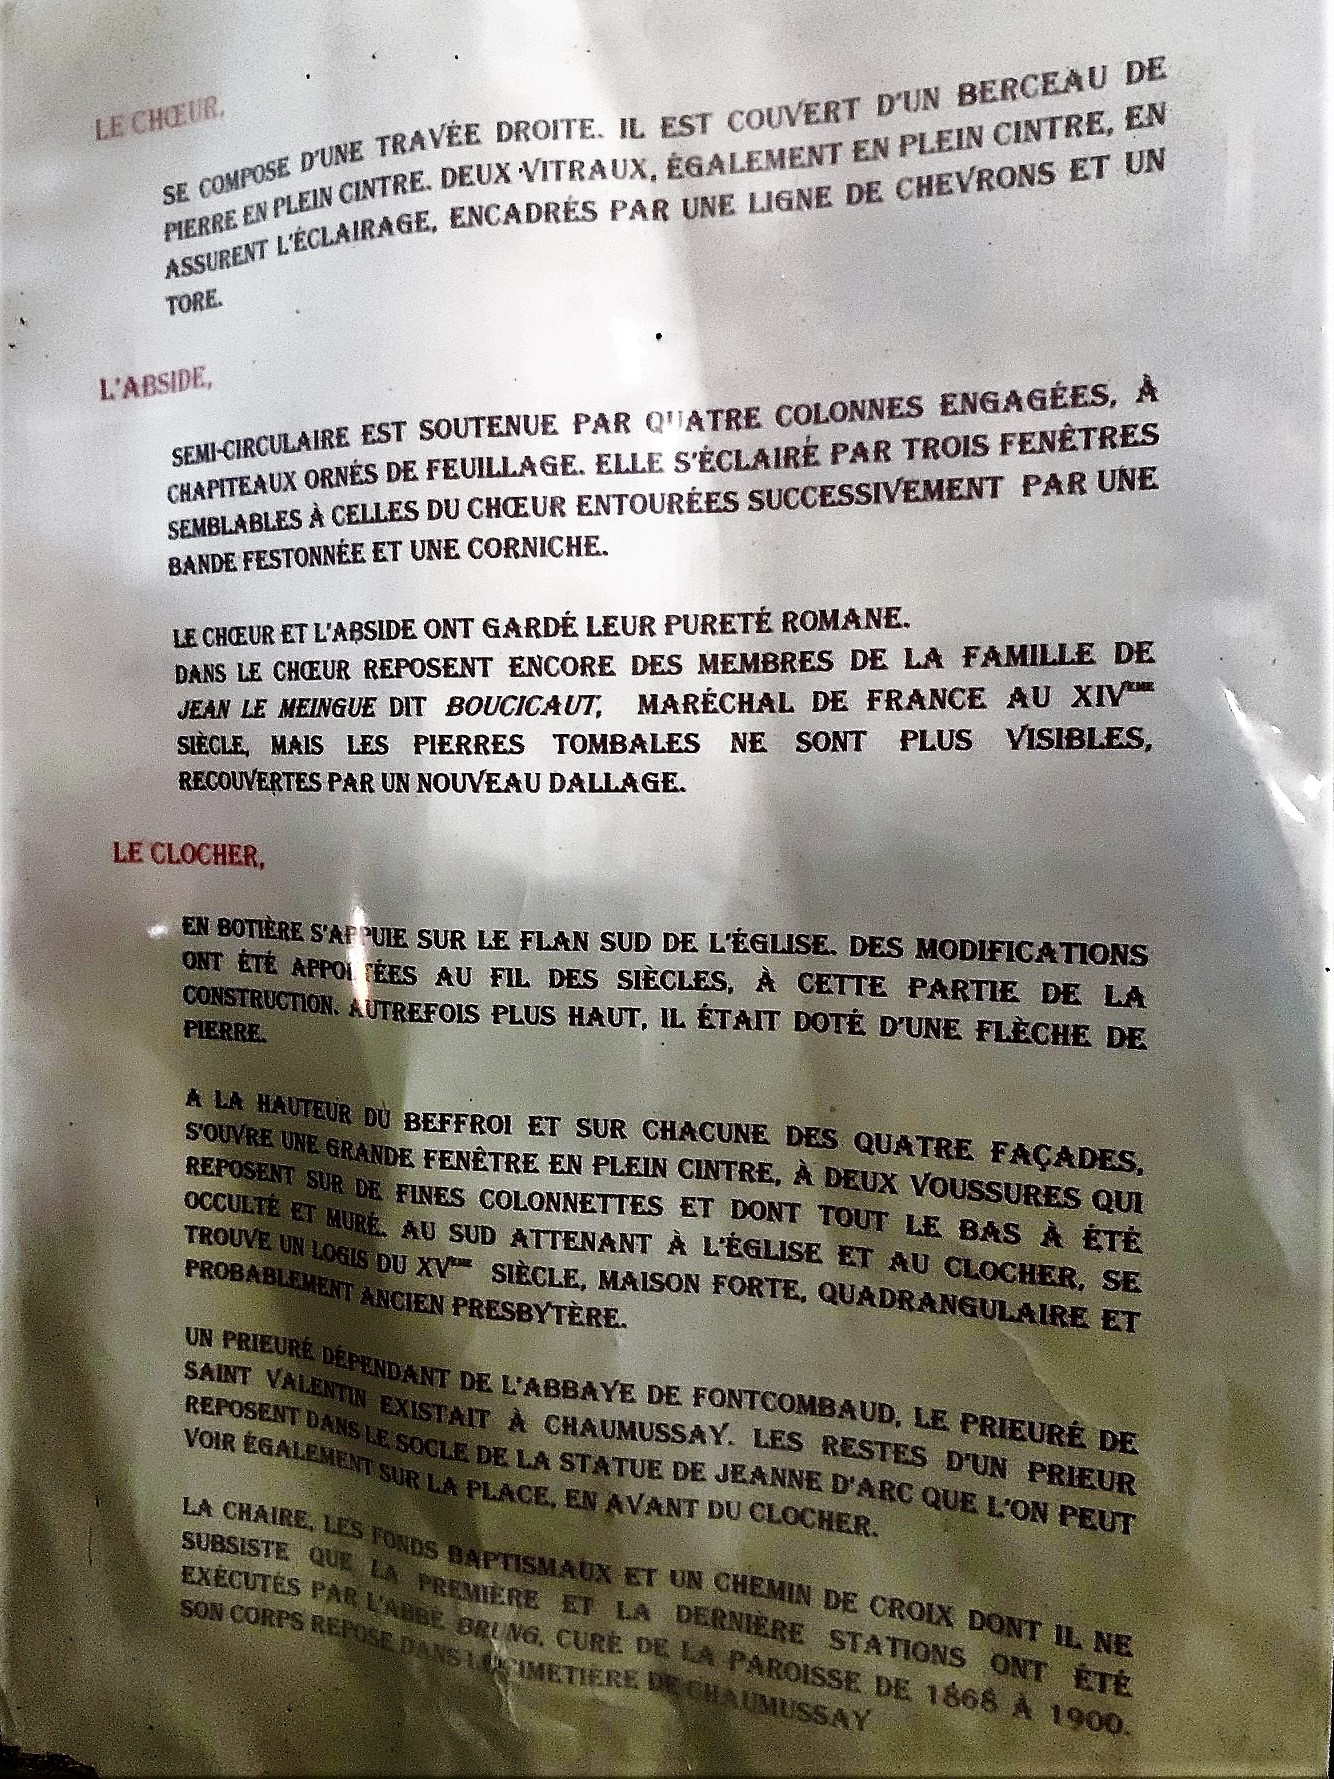 LE CHŒUR,
SE COMPOSE D'UNE TRAVÉE DROITE. IL EST COUVERT D'UN BERCEAU DE
PIERRE EN PLEIN CINTRE. DEUX VITRAUX, ÉGALEMENT EN PLEIN CINTRE, EN
ASSURENT L'ÉCLAIRAGE, ENCADRÉS PAR UNE LIGNE DE CHEVRONS ET UN
TORE.
L'ABSIDE,
SEMI-CIRCULAIRE EST SOUTENUE PAR QUATRE COLONNES ENGAGÉES, À
CHAPITEAUX ORNÉS DE FEUILLAGE. ELLE S'ÉCLAIRE PAR TROIS FENÊTRES
SEMBLABLES À CELLES DU CHŒUR ENTOURÉES SUCCESSIVEMENT PAR UNE
BANDE FESTONNÉE ET UNE CORNICHE.
LE CHŒUR ET L'ABSIDE ONT GARDÉ LEUR PURETÉ ROMANE.
DANS LE CHŒUR REPOSENT ENCORE DES MEMBRES DE LA FAMILLE DE
JEAN LE MEINGUE DIT BOUCICAUT, MARÉCHAL DE FRANCE AU XIVEME
SIÈCLE, MAIS LES PIERRES TOMBALES NE SONT PLUS VISIBLES,
RECOUVERTES PAR UN NOUVEAU DALLAGE.
LE CLOCHER,
EN BOTIÈRE S'APPUIE SUR LE FLAN SUD DE L'ÉGLISE. DES MODIFICATIONS
ONT ÉTÉ APPORTÉES AU FIL DES SIÈCLES, À CETTE PARTIE DE LA
CONSTRUCTION. AUTREFOIS PLUS HAUT, IL ÉTAIT DOTÉ D'UNE FLÈCHE DE
PIERRE.
A LA HAUTEUR DU BEFFROI ET SUR CHACUNE DES QUATRE FAÇADES,
S'OUVRE UNE GRANDE FENÊTRE EN PLEIN CINTRE, À DEUX VOUSSURES QUI
REPOSENT SUR DE FINES COLONNETTES ET DONT TOUT LE BAS À ÉTÉ
OCCULTÉ ET MURÉ. AU SUD ATTENANT À L'ÉGLISE ET AU CLOCHER, SE
TROUVE UN LOGIS DU XVEME SIÈCLE, MAISON FORTE, QUADRANGULAIRE ET
PROBABLEMENT ANCIEN PRESBYTÈRE.
UN PRIEURÉ DÉPENDANT DE L'ABBAYE DE FONTCOMBAUD, LE PRIEURÉ DE
SAINT VALENTIN EXISTAIT À CHAUMUSSAY. LES RESTES D'UN PRIEUR
REPOSENT DANS LE SOCLE DE LA STATUE DE JEANNE D'ARC QUE L'ON PEUT
VOIR ÉGALEMENT SUR LA PLACE, EN AVANT DU CLOCHER.
LA CHAIRE, LES FONDS BAPTISMAUX ET UN CHEMIN DE CROIX DONT IL NE
SUBSISTE QUE LA PREMIÈRE ET LA DERNIÈRE STATIONS ONT ÉTÉ
EXÉCUTÉS PAR L'ABBÉ BRUNG, CURÉ DE LA PAROISSE DE 1868 À 1900.
SON CORPS REPOSE DANS LE CIMETIERE DE CHAUMUSSAY